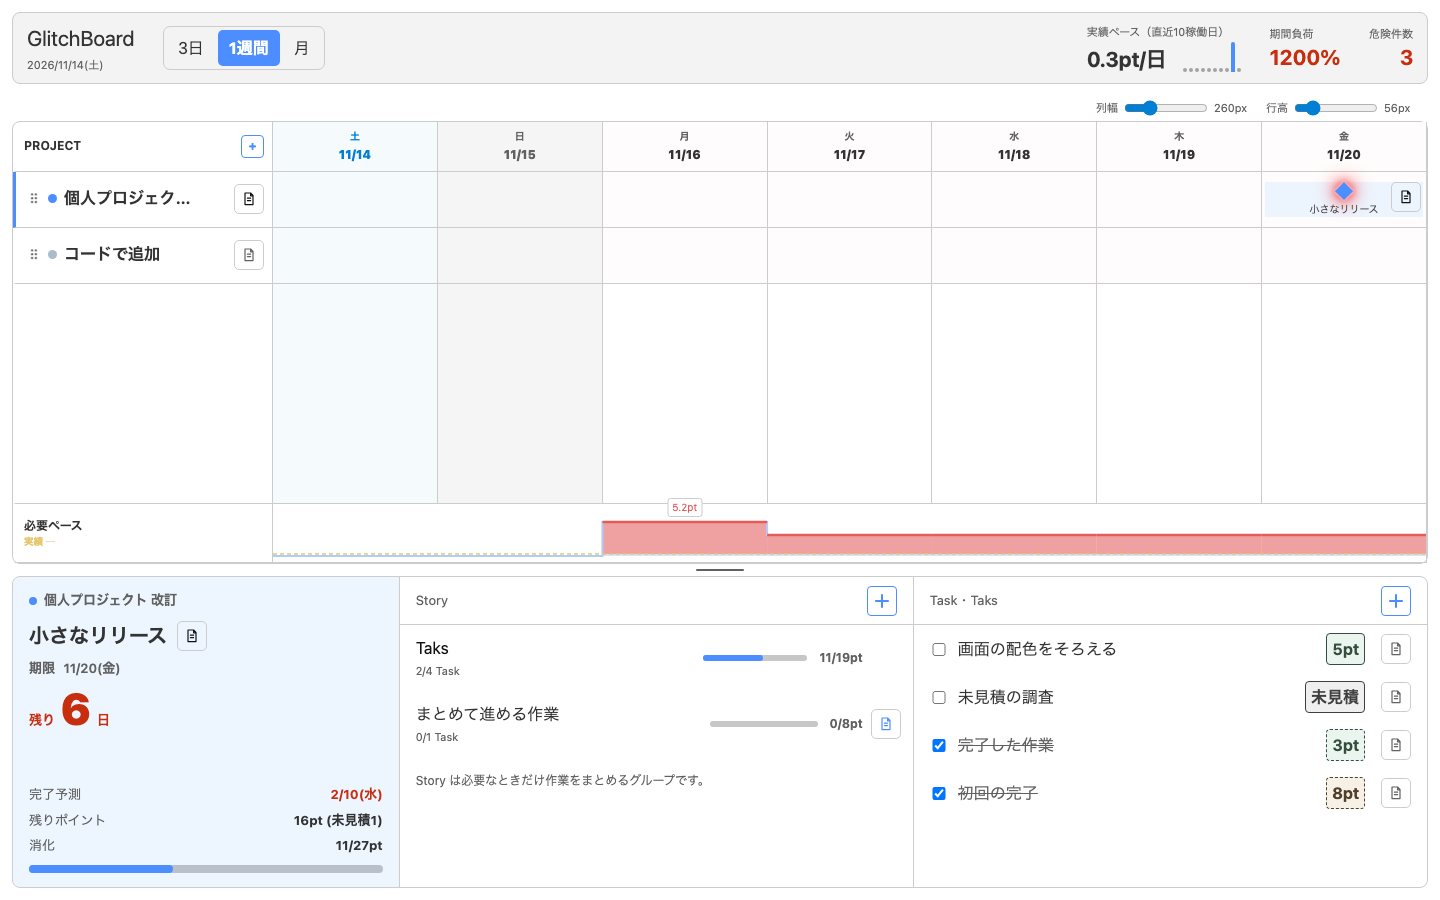 GlitchBoard
2026/11/14(土)
3日
1週間
月
実績ペース（直近10稼働日）
0.3pt/日
期間負荷
1200%
危険件数
3
列幅
260px
行高
56px
PROJECT
+
土
11/14
日
11/15
月
11/16
火
11/17
水
11/18
木
11/19
金
11/20
個人プロジェク...
小さなリリース
コードで追加
必要ペース
実績 —
5.2pt
個人プロジェクト 改訂
小さなリリース
期限 11/20(金)
残り 6 日
完了予測
2/10(水)
残りポイント
16pt (未見積1)
消化
11/27pt
Story
+
Taks
2/4 Task
11/19pt
まとめて進める作業
0/1 Task
0/8pt
Story は必要なときだけ作業をまとめるグループです。
Task・Taks
+
画面の配色をそろえる
5pt
未見積の調査
未見積
完了した作業
3pt
初回の完了
8pt